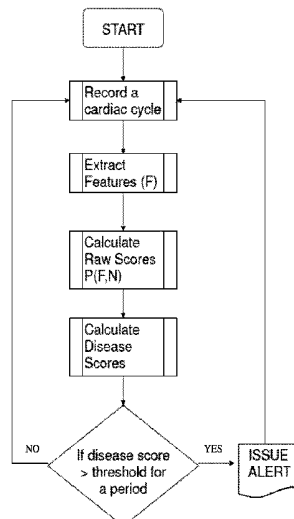 START
Record a
cardiac cycle
Extract
Features (F)
Calculate
Raw Scores
P(F,N)
Calculate
Disease
Scores
NO
If disease score
> threshold for
a period
YES
ISSUE
ALERT